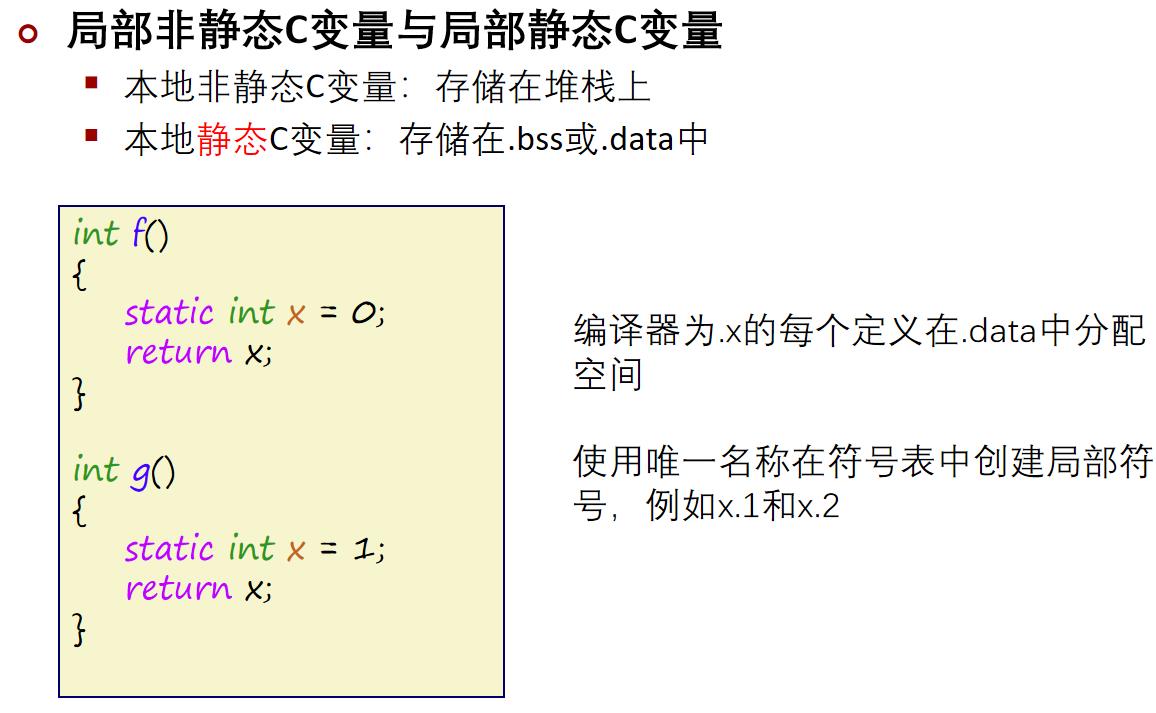 局部非静态C变量与局部静态C变量
本地非静态C变量：存储在堆栈上
本地静态C变量：存储在.bss或.data中
int f()
{
static int x = 0;
return x;
}
int g()
{
static int x = 1;
return x;
}
编译器为.x的每个定义在.data中分配
空间
使用唯一名称在符号表中创建局部符
号，例如x.1和x.2